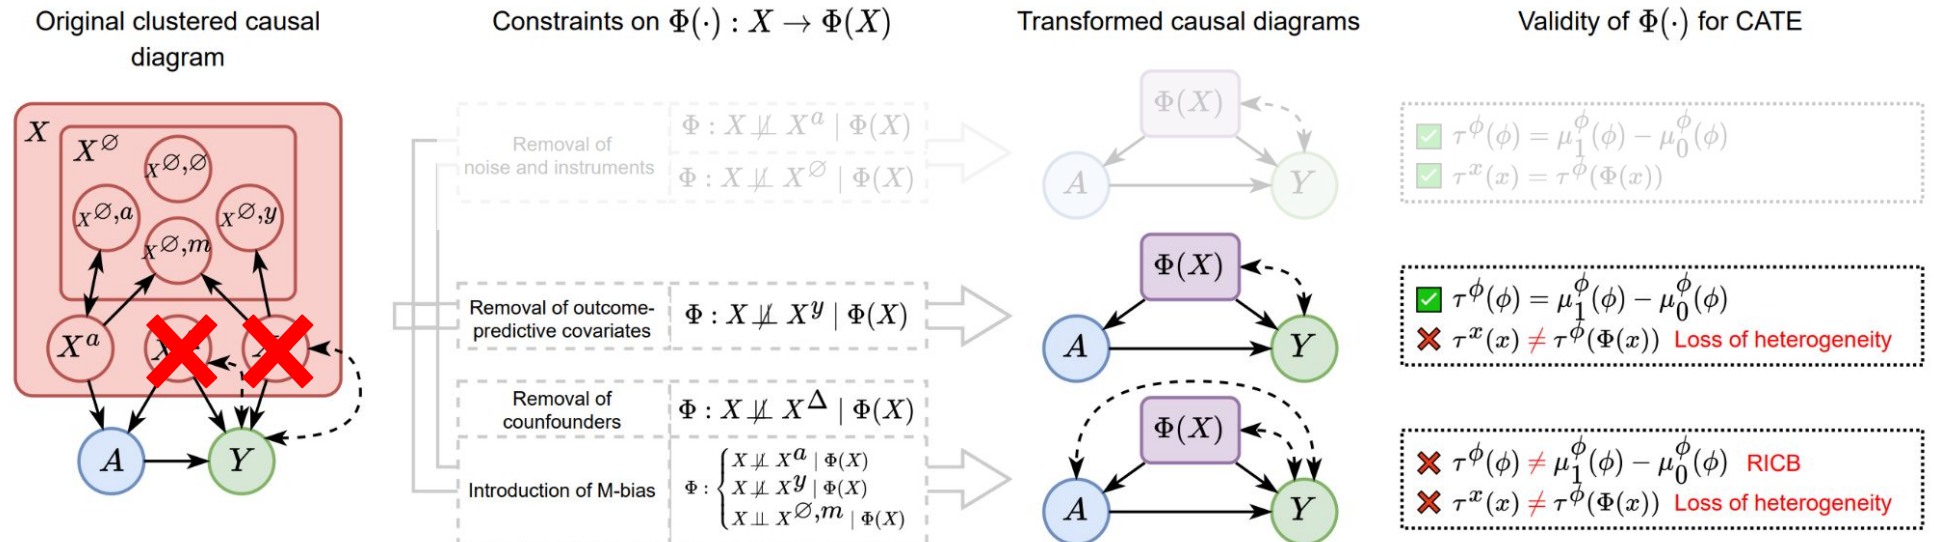 Original clustered causal
diagram
Constraints on Φ(·) : X → Φ(X)
Transformed causal diagrams
Validity of Φ(·) for CATE
X
X^∅
X^{∅,∅}
X^{∅,a}
X^{∅,y}
X^{∅,m}
X^a
A
Y
Removal of
noise and instruments
Φ : X ⫫̸ X^a | Φ(X)
Φ : X ⫫̸ X^∅ | Φ(X)
Φ(X)
A
Y
✓ τ^ϕ(ϕ) = μ_1^ϕ(ϕ) − μ_0^ϕ(ϕ)
✓ τ^x(x) = τ^ϕ(Φ(x))
Removal of outcome-
predictive covariates
Φ : X ⫫̸ X^y | Φ(X)
Φ(X)
A
Y
✓ τ^ϕ(ϕ) = μ_1^ϕ(ϕ) − μ_0^ϕ(ϕ)
✗ τ^x(x) ≠ τ^ϕ(Φ(x)) Loss of heterogeneity
Removal of
counfounders
Φ : X ⫫̸ X^Δ | Φ(X)
Introduction of M-bias
Φ : { X ⫫̸ X^a | Φ(X)
X ⫫̸ X^y | Φ(X)
X ⫫ X^{∅,m} | Φ(X)
Φ(X)
A
Y
✗ τ^ϕ(ϕ) ≠ μ_1^ϕ(ϕ) − μ_0^ϕ(ϕ) RICB
✗ τ^x(x) ≠ τ^ϕ(Φ(x)) Loss of heterogeneity